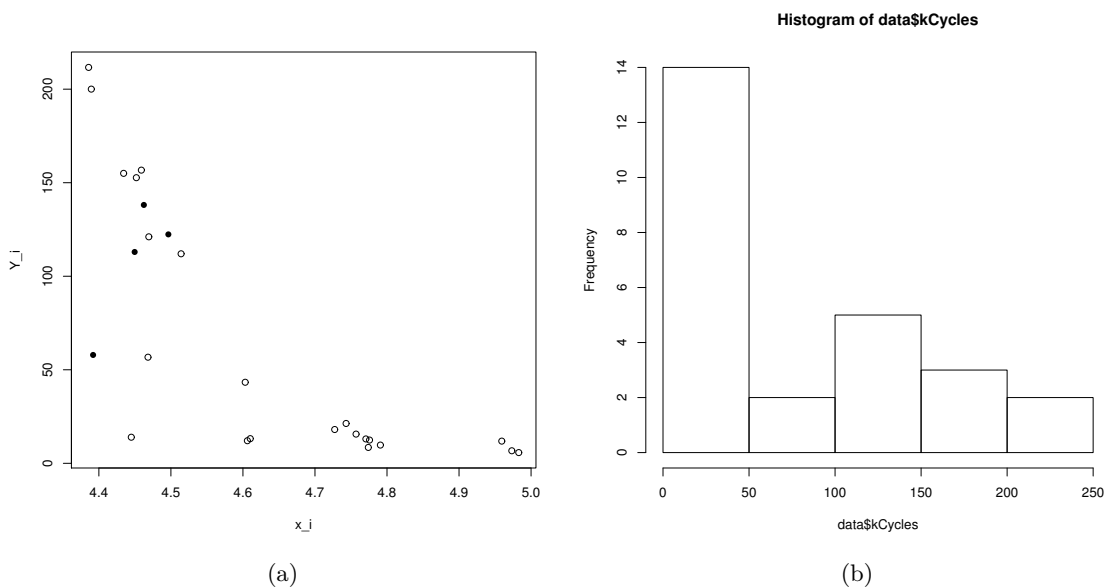 Y_i
200
150
100
50
0
4.4 4.5 4.6 4.7 4.8 4.9 5.0
x_i
(a)
Histogram of data$kCycles
Frequency
14
12
10
8
6
4
2
0
0 50 100 150 200 250
data$kCycles
(b)